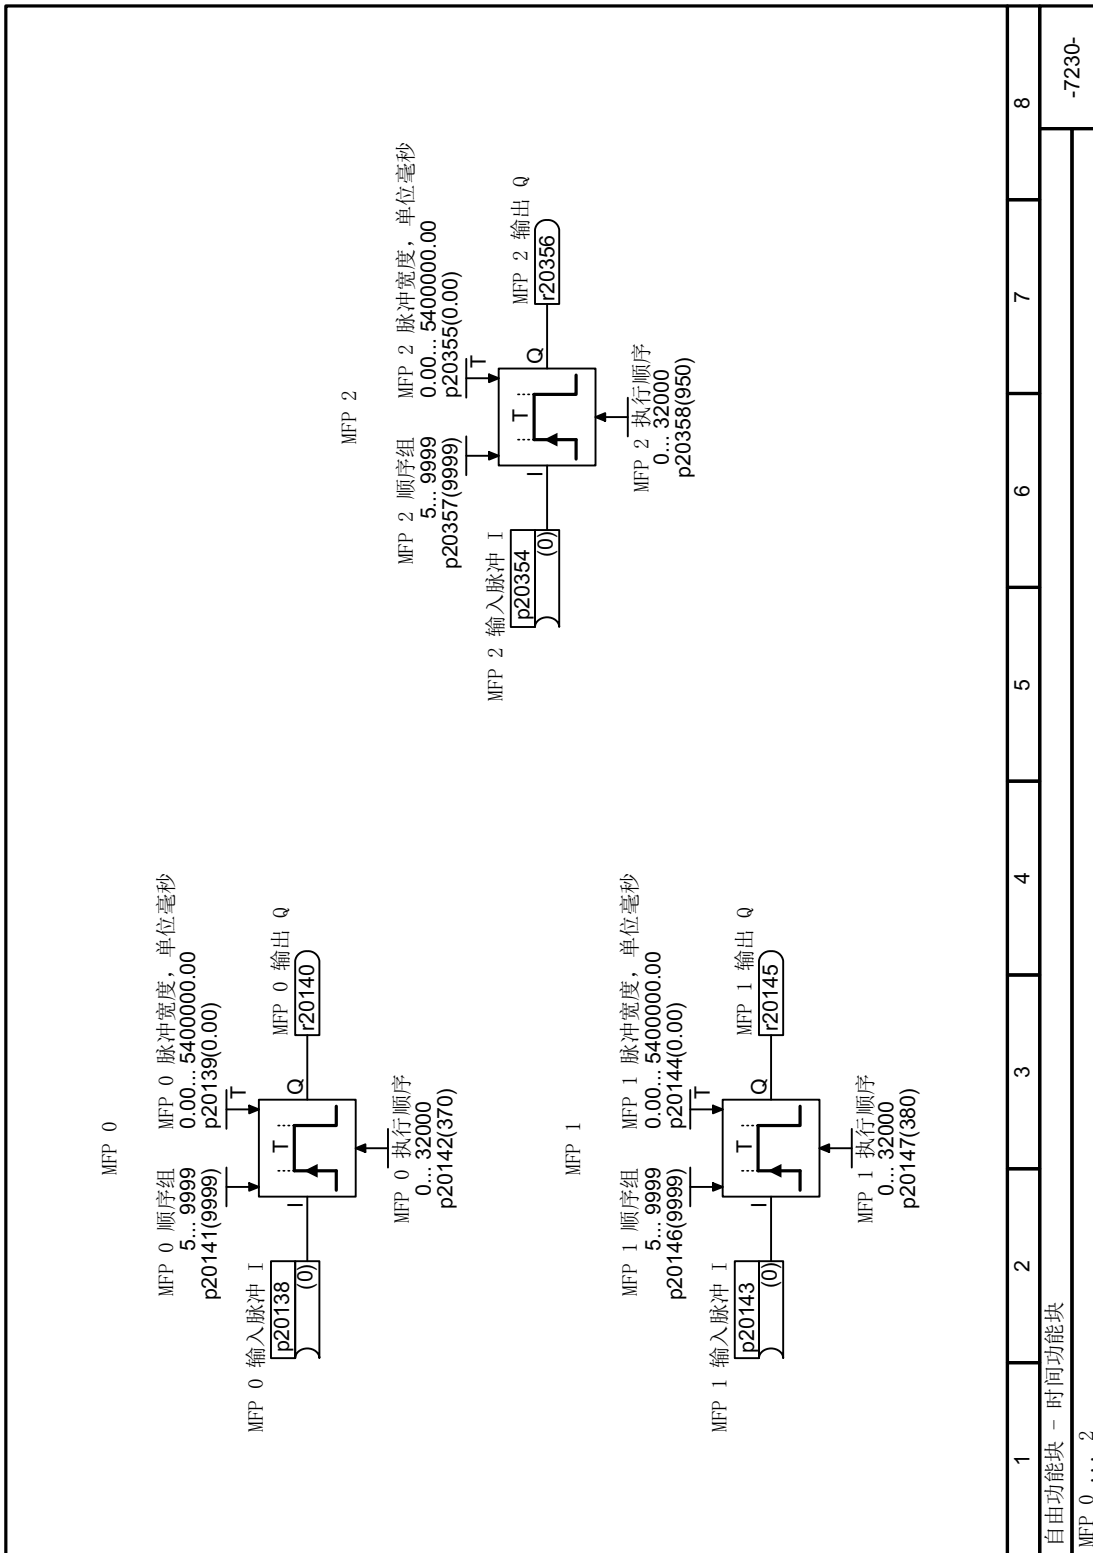 MFP 0
MFP 0 顺序组
5... 9999
p20141(9999)
MFP 0 脉冲宽度，单位毫秒
0.00... 5400000.00
p20139(0.00)
T
MFP 0 输入脉冲 I
p20138
(0)
I
T
Q
MFP 0 输出 Q
r20140
MFP 0 执行顺序
0... 32000
p20142(370)
MFP 1
MFP 1 顺序组
5... 9999
p20146(9999)
MFP 1 脉冲宽度，单位毫秒
0.00... 5400000.00
p20144(0.00)
T
MFP 1 输入脉冲 I
p20143
(0)
I
T
Q
MFP 1 输出 Q
r20145
MFP 1 执行顺序
0... 32000
p20147(380)
MFP 2
MFP 2 顺序组
5... 9999
p20357(9999)
MFP 2 脉冲宽度，单位毫秒
0.00... 5400000.00
p20355(0.00)
T
MFP 2 输入脉冲 I
p20354
(0)
I
T
Q
MFP 2 输出 Q
r20356
MFP 2 执行顺序
0... 32000
p20358(950)
1 2 3 4 5 6 7 8
自由功能块 - 时间功能块
-7230-
MFP 0 ... 2